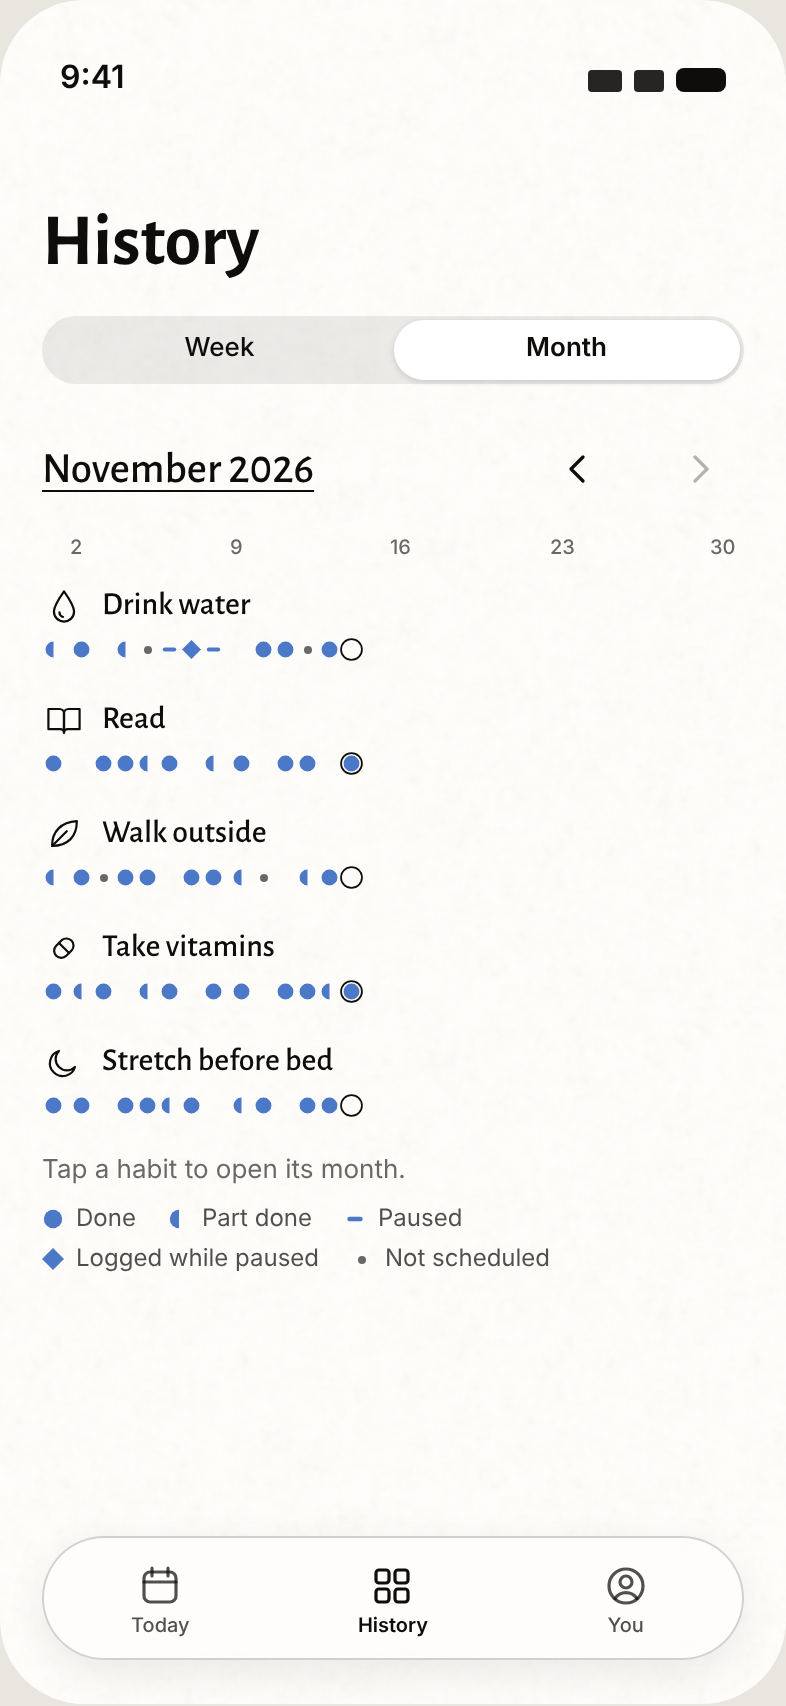 9:41
History
Week Month
November 2026
2 9 16 23 30
Drink water
Read
Walk outside
Take vitamins
Stretch before bed
Tap a habit to open its month.
Done Part done Paused
Logged while paused Not scheduled
Today History You